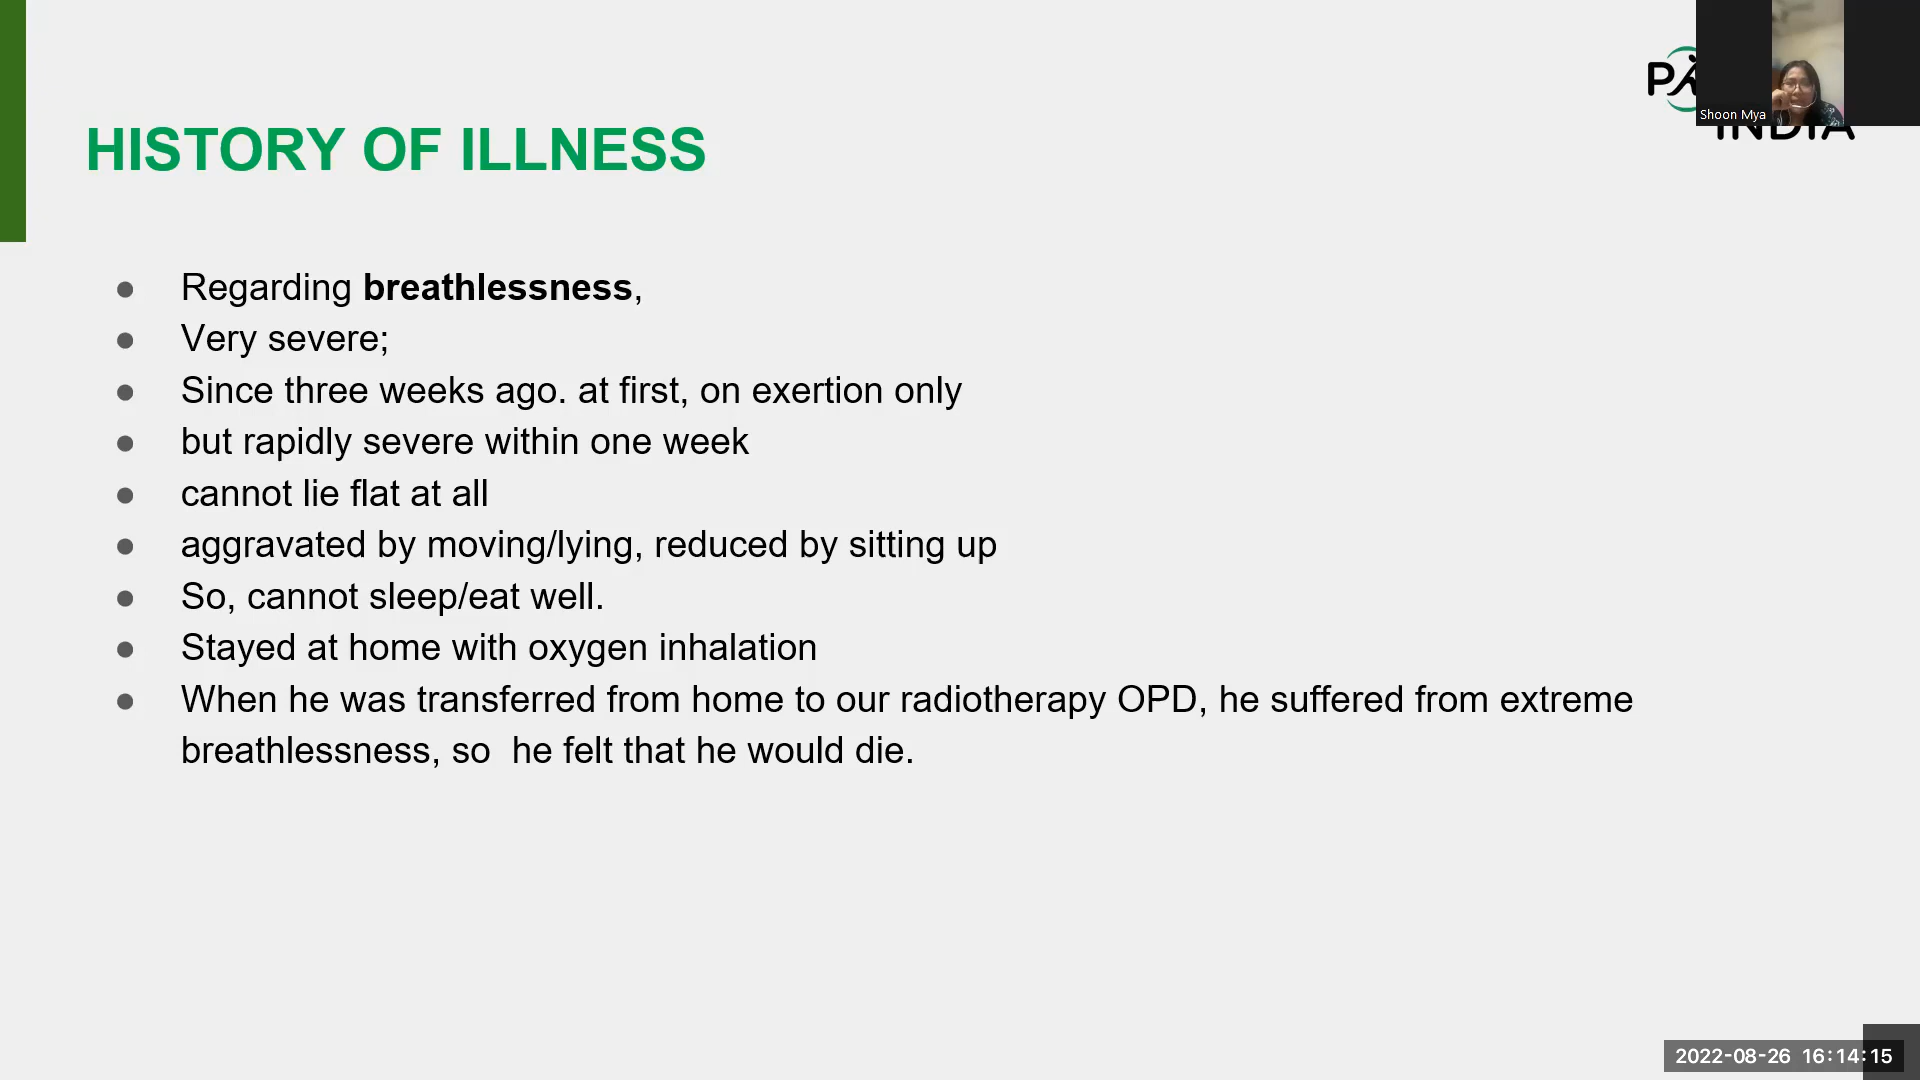 Shoon Mya
INDIA
HISTORY OF ILLNESS
● Regarding breathlessness,
● Very severe;
● Since three weeks ago. at first, on exertion only
● but rapidly severe within one week
● cannot lie flat at all
● aggravated by moving/lying, reduced by sitting up
● So, cannot sleep/eat well.
● Stayed at home with oxygen inhalation
● When he was transferred from home to our radiotherapy OPD, he suffered from extreme
breathlessness, so  he felt that he would die.
2022-08-26 16:14:15